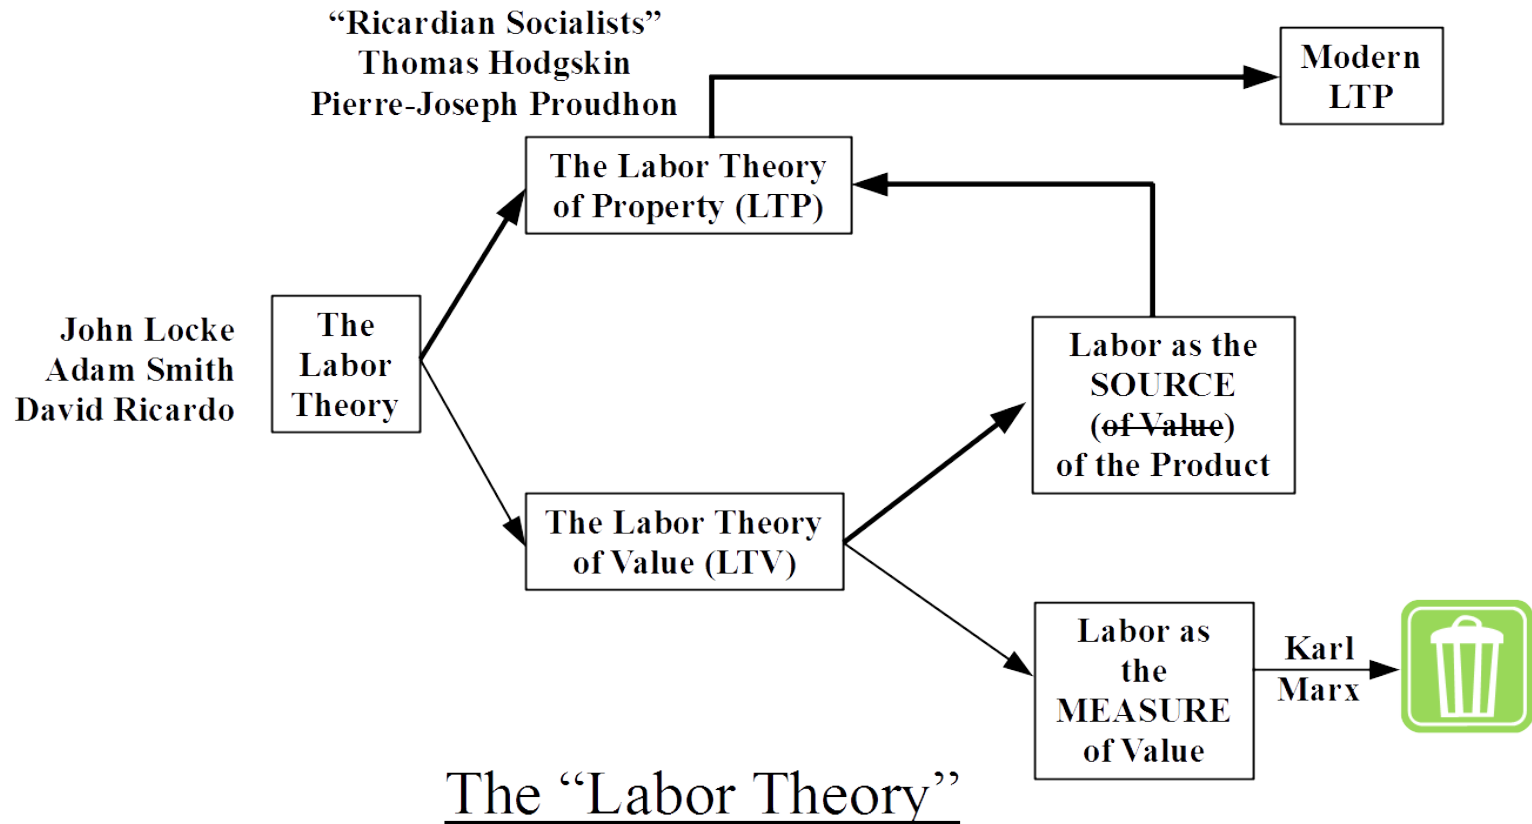 “Ricardian Socialists”
Thomas Hodgskin
Pierre-Joseph Proudhon
Modern
LTP
The Labor Theory
of Property (LTP)
John Locke
Adam Smith
David Ricardo
The
Labor
Theory
Labor as the
SOURCE
(of Value)
of the Product
The Labor Theory
of Value (LTV)
Labor as
the
MEASURE
of Value
Karl
Marx
The “Labor Theory”